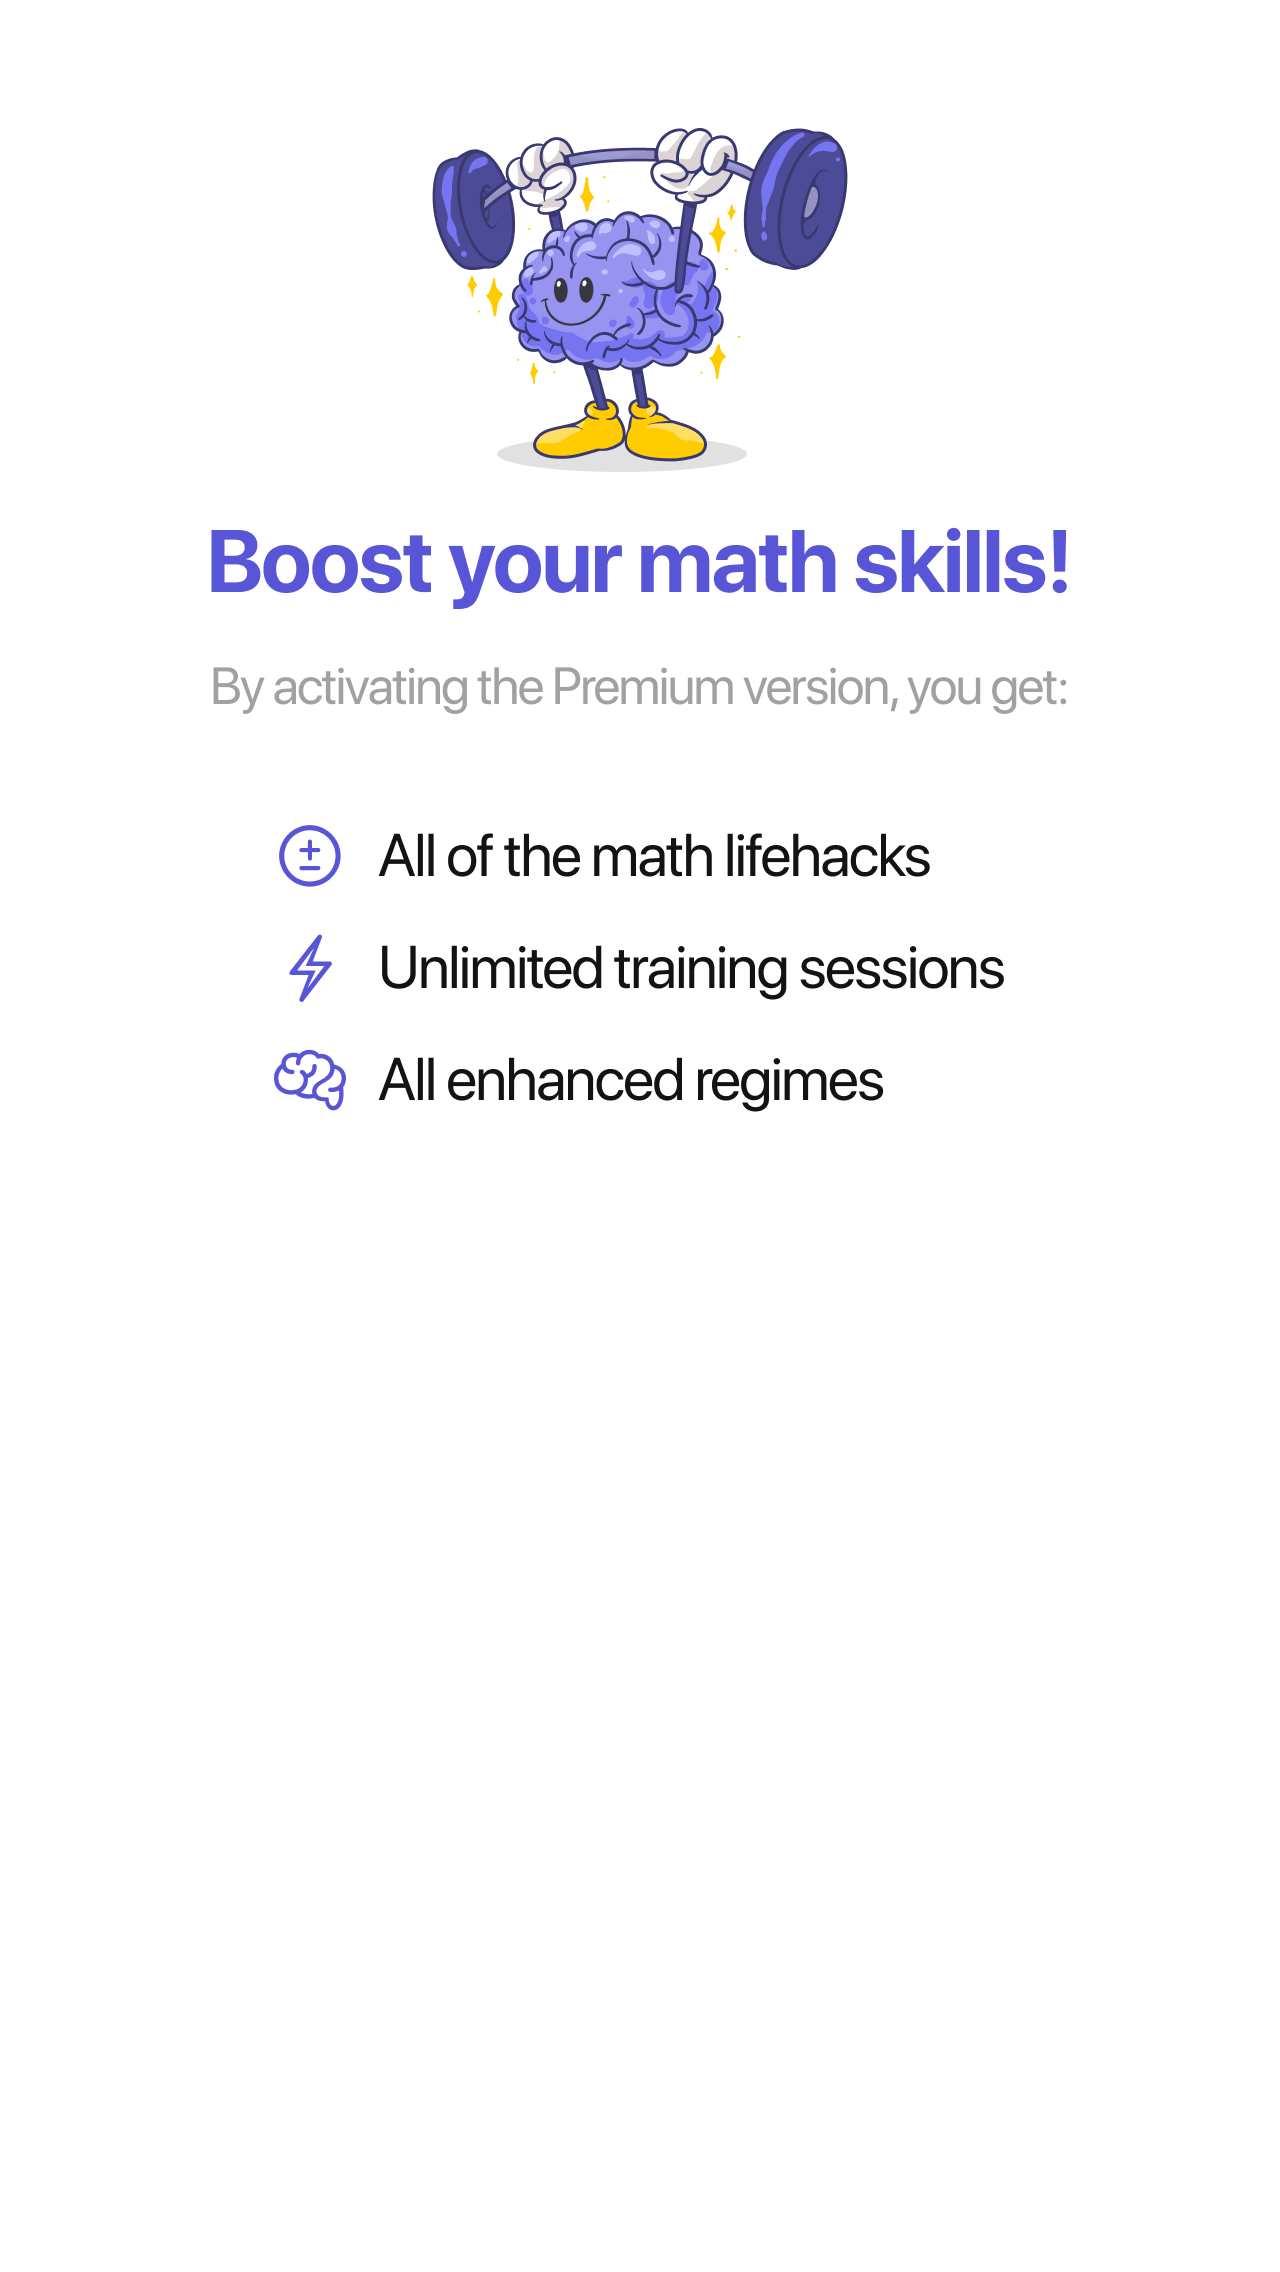 Boost your math skills!
By activating the Premium version, you get:
All of the math lifehacks
Unlimited training sessions
All enhanced regimes